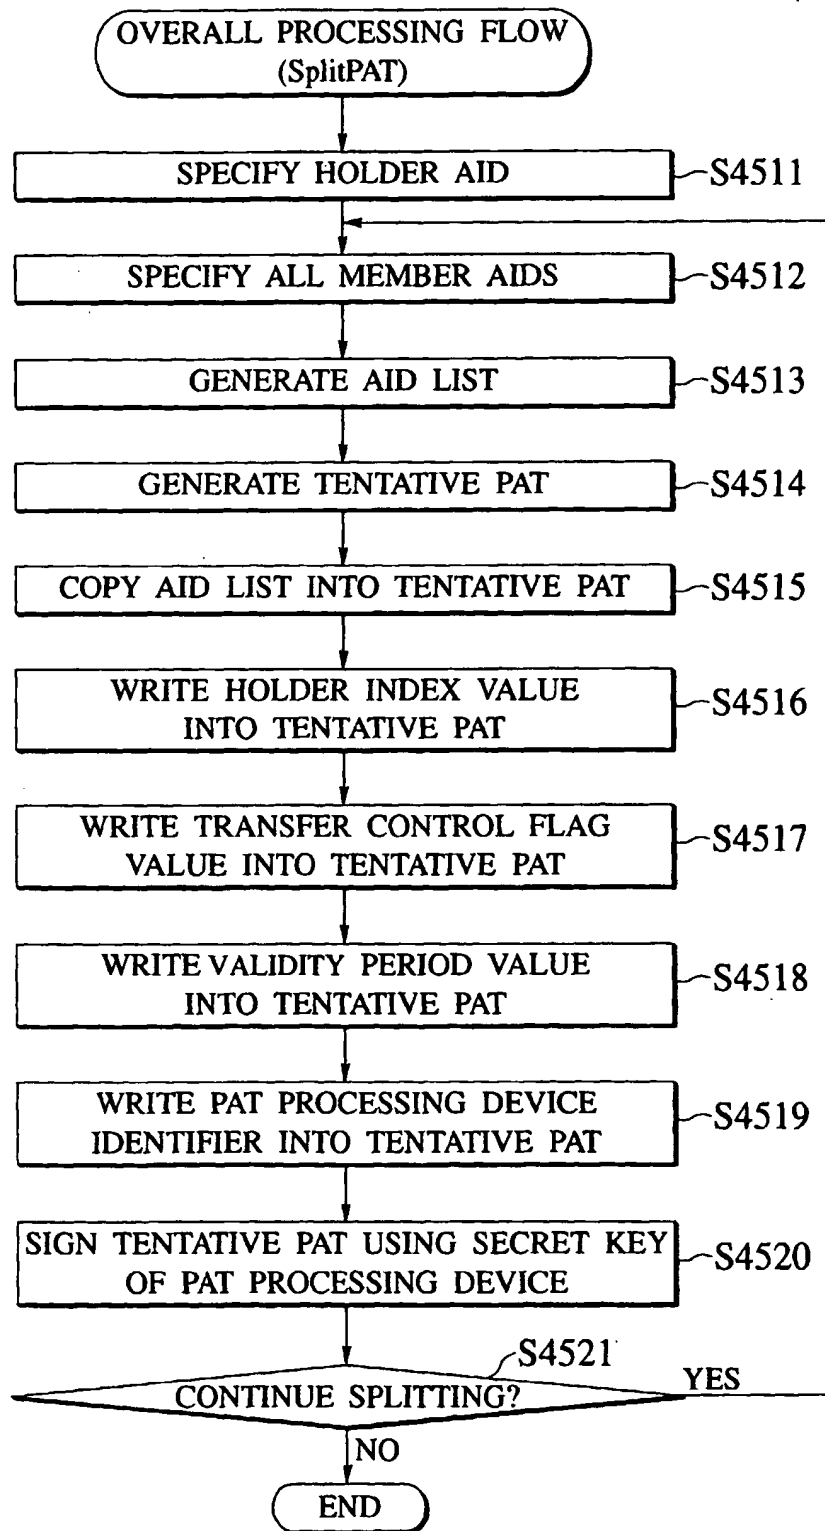 OVERALL PROCESSING FLOW
(SplitPAT)
SPECIFY HOLDER AID
S4511
SPECIFY ALL MEMBER AIDS
S4512
GENERATE AID LIST
S4513
GENERATE TENTATIVE PAT
S4514
COPY AID LIST INTO TENTATIVE PAT
S4515
WRITE HOLDER INDEX VALUE
INTO TENTATIVE PAT
S4516
WRITE TRANSFER CONTROL FLAG
VALUE INTO TENTATIVE PAT
S4517
WRITE VALIDITY PERIOD VALUE
INTO TENTATIVE PAT
S4518
WRITE PAT PROCESSING DEVICE
IDENTIFIER INTO TENTATIVE PAT
S4519
SIGN TENTATIVE PAT USING SECRET KEY
OF PAT PROCESSING DEVICE
S4520
S4521
CONTINUE SPLITTING?
YES
NO
END